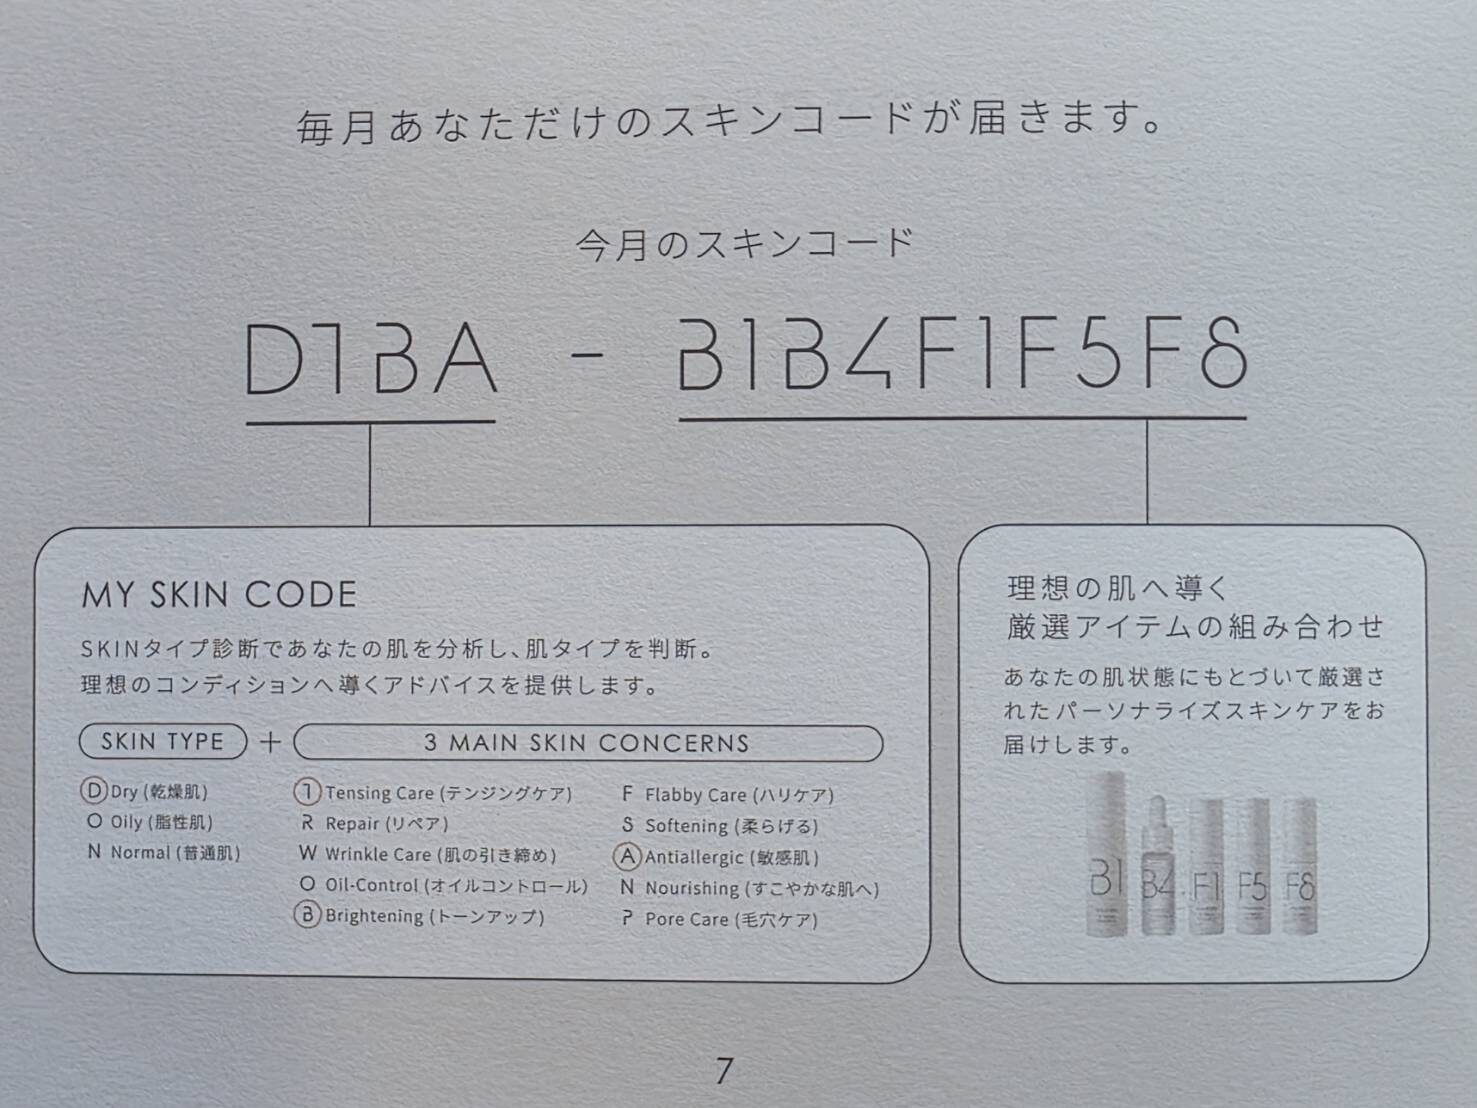 毎月あなただけのスキンコードが届きます。
今月のスキンコード
DTBA - B1B4F1F5F8
MY SKIN CODE
SKINタイプ診断であなたの肌を分析し、肌タイプを判断。
理想のコンディションへ導くアドバイスを提供します。
SKIN TYPE + 3 MAIN SKIN CONCERNS
D Dry (乾燥肌)
O Oily (脂性肌)
N Normal (普通肌)
T Tensing Care (テンジングケア)
R Repair (リペア)
W Wrinkle Care (肌の引き締め)
O Oil-Control (オイルコントロール)
B Brightening (トーンアップ)
F Flabby Care (ハリケア)
S Softening (柔らげる)
A Antiallergic (敏感肌)
N Nourishing (すこやかな肌へ)
P Pore Care (毛穴ケア)
理想の肌へ導く
厳選アイテムの組み合わせ
あなたの肌状態にもとづいて厳選さ
れたパーソナライズスキンケアをお
届けします。
B1 B4 F1 F5 F8
7